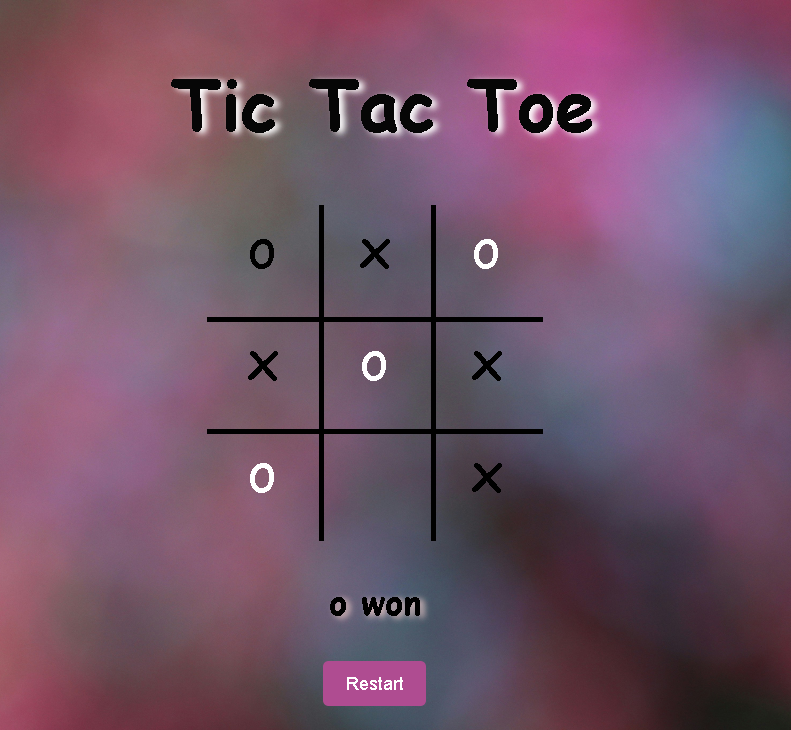 Tic Tac Toe
O X O
X O X
O X
o won
Restart